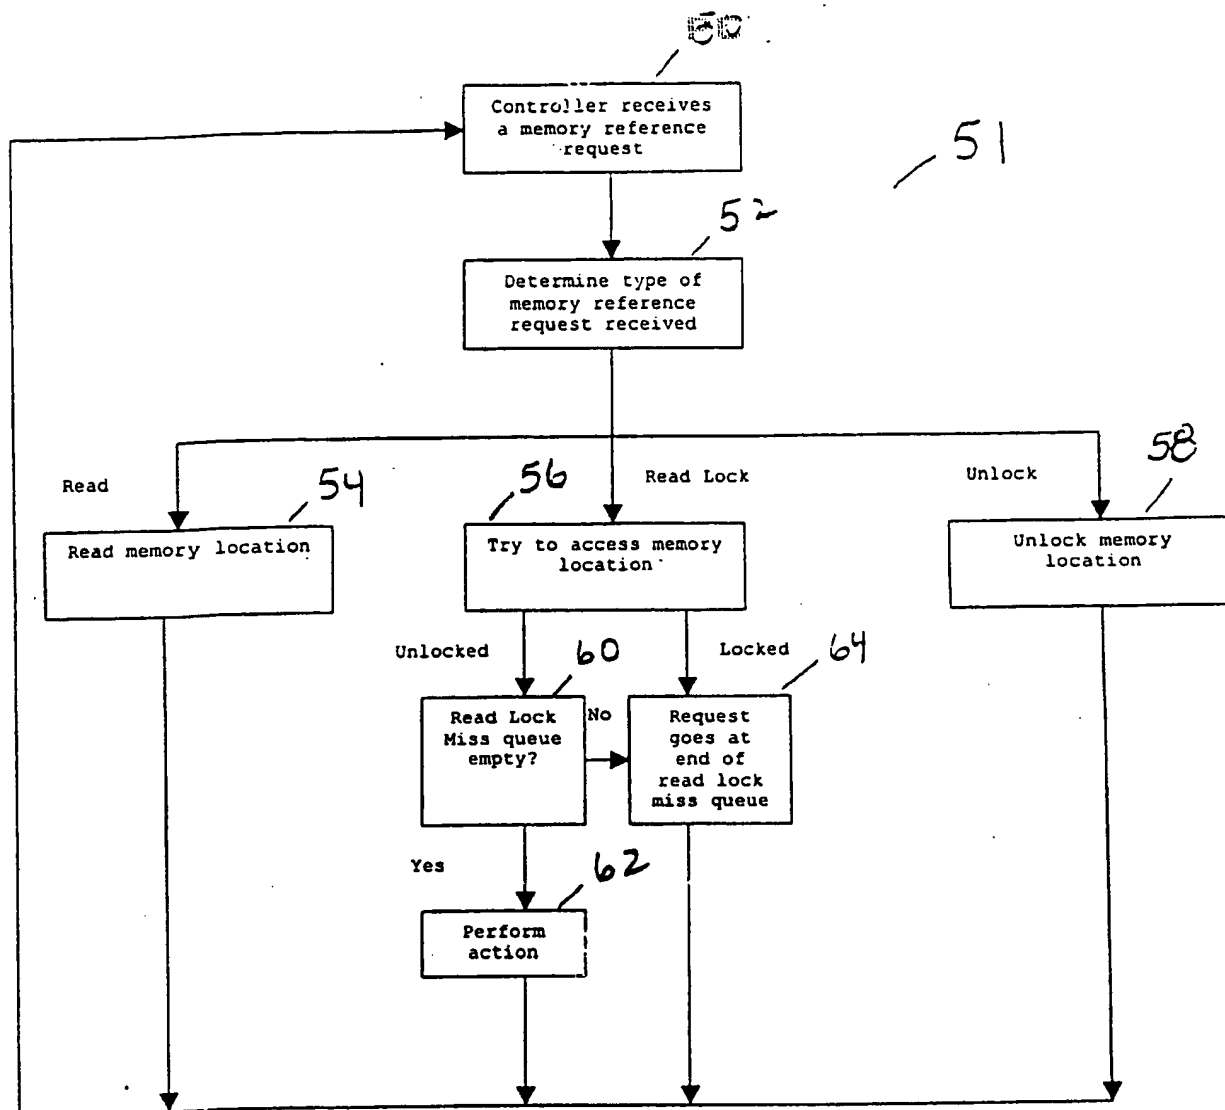 Controller receives
a memory reference
request
51
52
Determine type of
memory reference
request received
58
Read
54
56
Read Lock
Unlock
Read memory location
Try to access memory
location
Unlock memory
location
Unlocked
60
Locked
64
Read Lock
Miss queue
empty?
No
Request
goes at
end of
read lock
miss queue
Yes
62
Perform
action